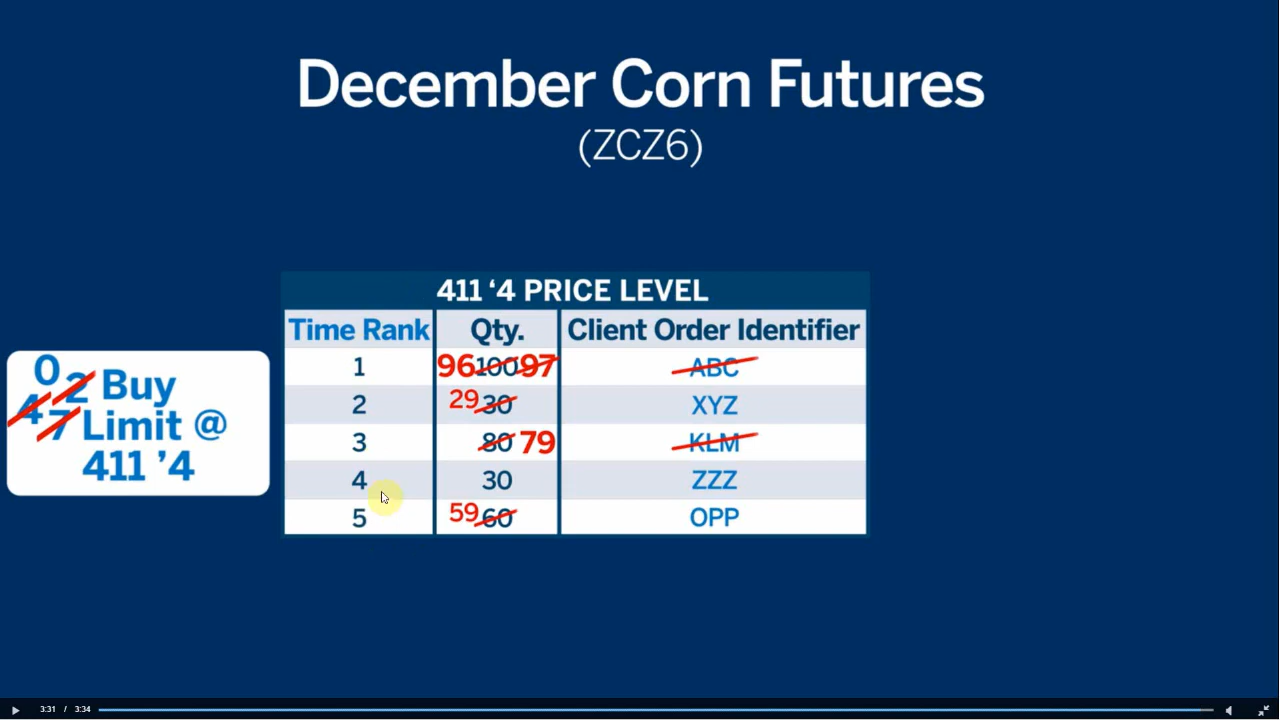 December Corn Futures
(ZCZ6)
411 ‘4 PRICE LEVEL
Time Rank Qty. Client Order Identifier
1 96 100 97 ABC
2 29 30 XYZ
3 80 79 KLM
4 30 ZZZ
5 59 60 OPP
0 2 Buy
4 7 Limit @
411 ’4
3:31 / 3:34